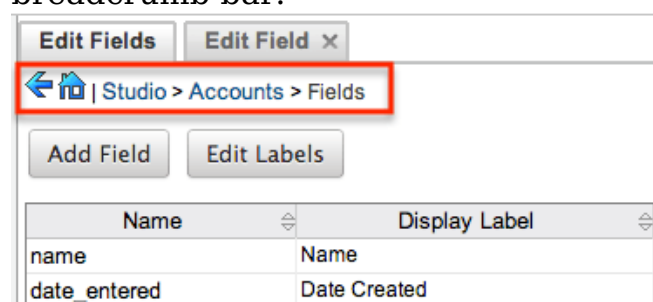 breadcrumb bar:
Edit Fields Edit Field ×
| Studio > Accounts > Fields
Add Field Edit Labels
Name Display Label
name Name
date_entered Date Created